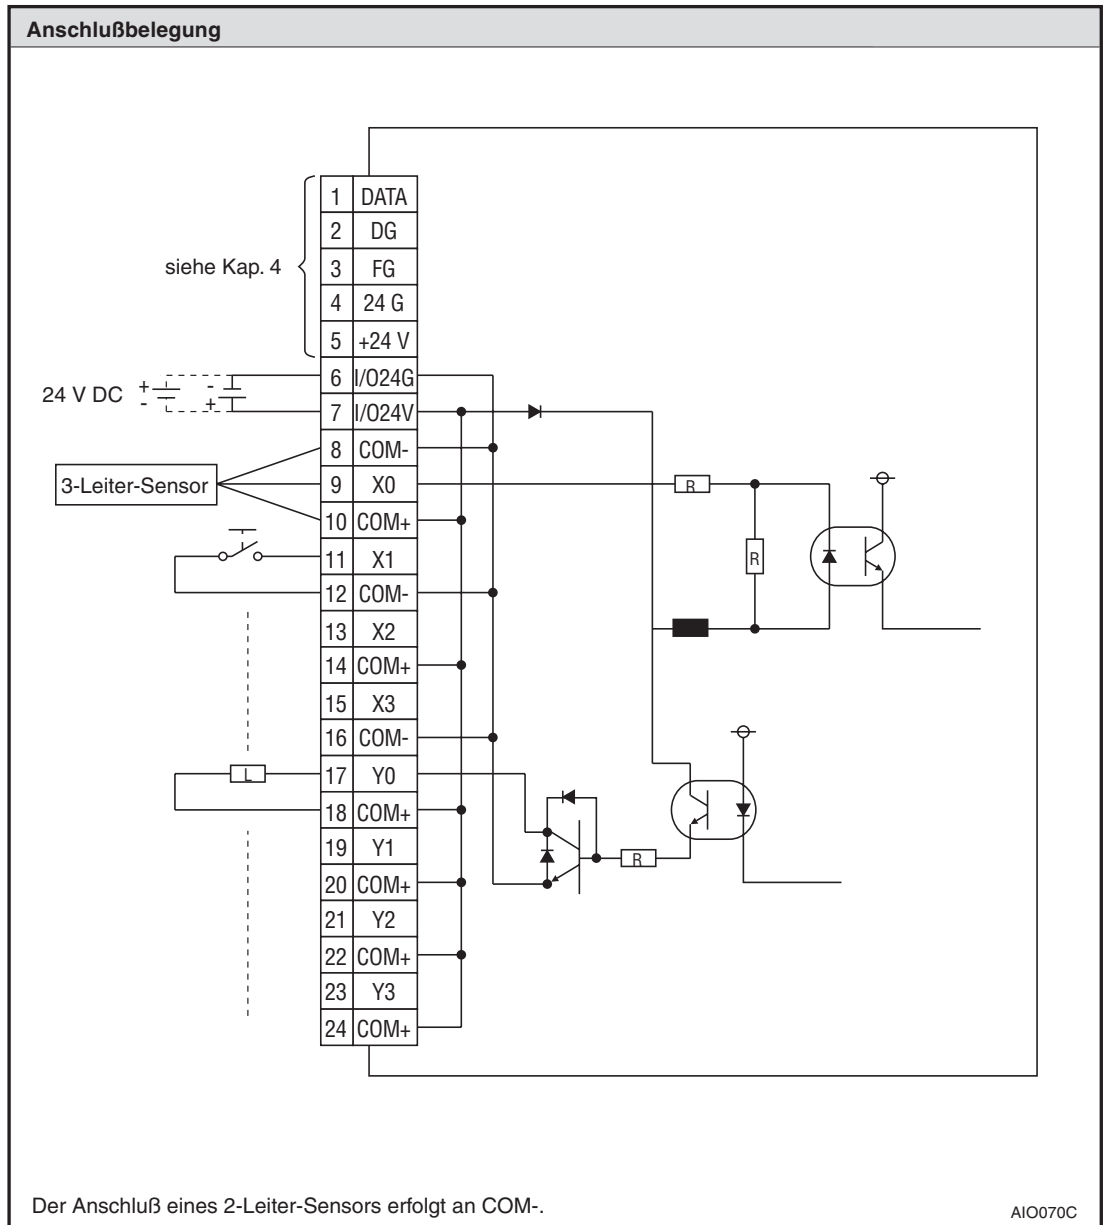 Anschlußbelegung
1 DATA
2 DG
siehe Kap. 4
3 FG
4 24 G
5 +24 V
24 V DC + - - +
6 I/O24G
7 I/O24V
8 COM-
3-Leiter-Sensor
9 X0
R
10 COM+
11 X1
R
12 COM-
13 X2
14 COM+
15 X3
16 COM-
L
17 Y0
18 COM+
19 Y1
R
20 COM+
21 Y2
22 COM+
23 Y3
24 COM+
Der Anschluß eines 2-Leiter-Sensors erfolgt an COM-.
AIO070C